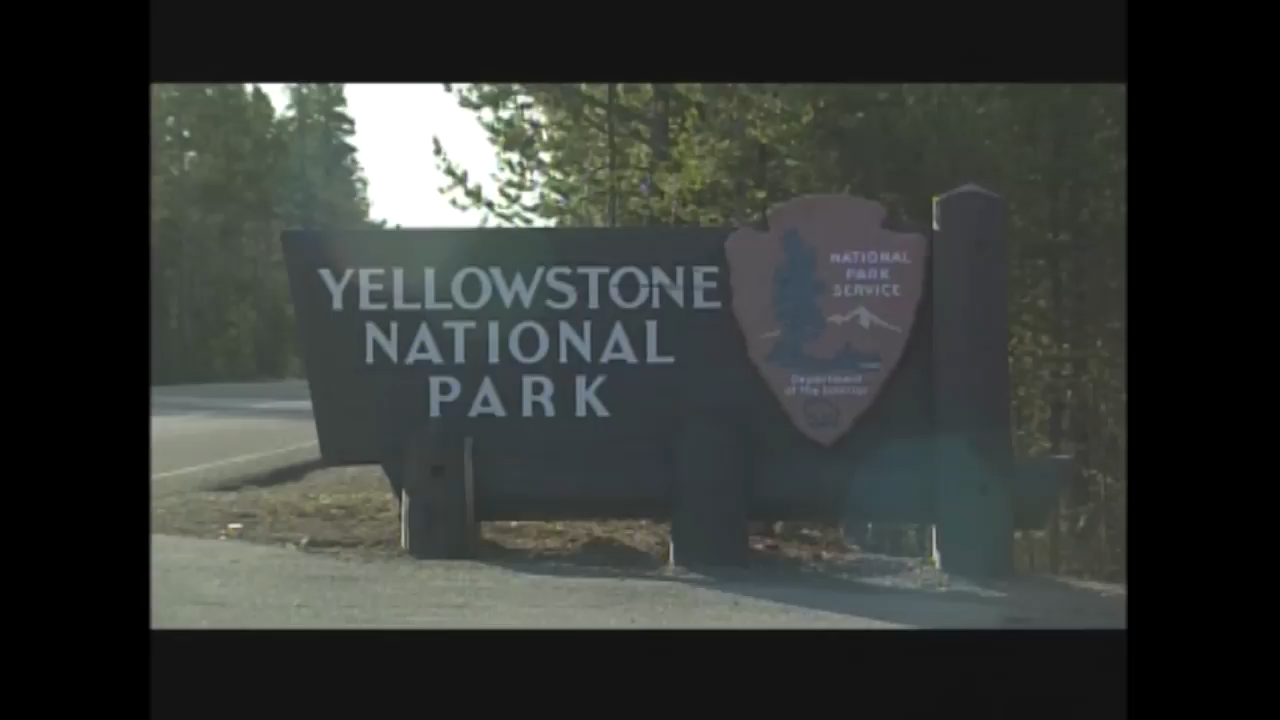 YELLOWSTONE
NATIONAL
PARK
NATIONAL
PARK
SERVICE
Department
of the Interior